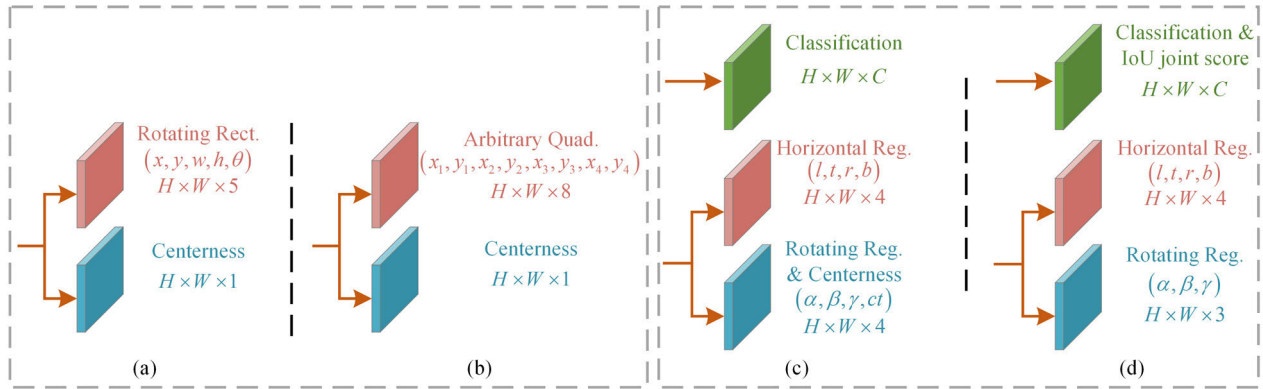 Rotating Rect.
(x, y, w, h, θ)
H × W × 5
Centerness
H × W × 1
(a)
Arbitrary Quad.
(x₁, y₁, x₂, y₂, x₃, y₃, x₄, y₄)
H × W × 8
Centerness
H × W × 1
(b)
Classification
H × W × C
Horizontal Reg.
(l, t, r, b)
H × W × 4
Rotating Reg.
& Centerness
(α, β, γ, ct)
H × W × 4
(c)
Classification &
IoU joint score
H × W × C
Horizontal Reg.
(l, t, r, b)
H × W × 4
Rotating Reg.
(α, β, γ)
H × W × 3
(d)